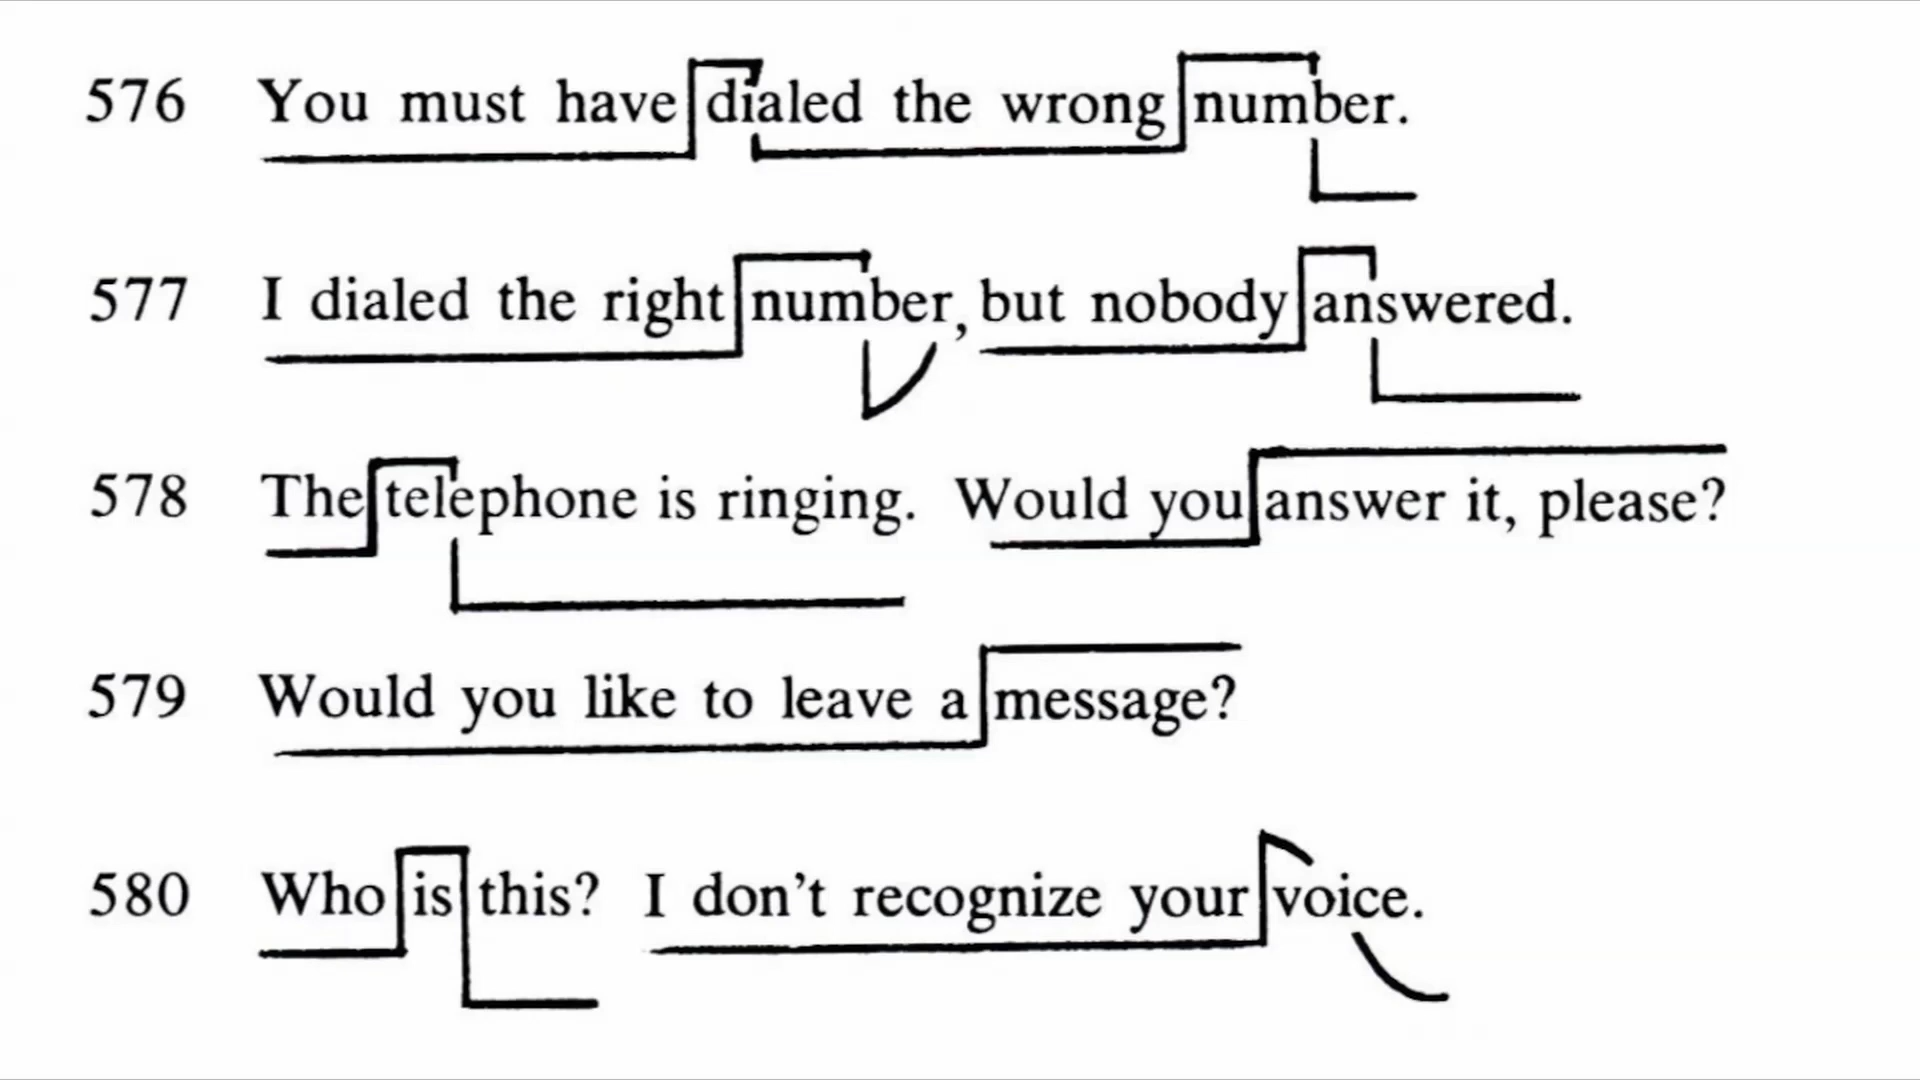 576 You must have dialed the wrong number.
577 I dialed the right number, but nobody answered.
578 The telephone is ringing. Would you answer it, please?
579 Would you like to leave a message?
580 Who is this? I don't recognize your voice.